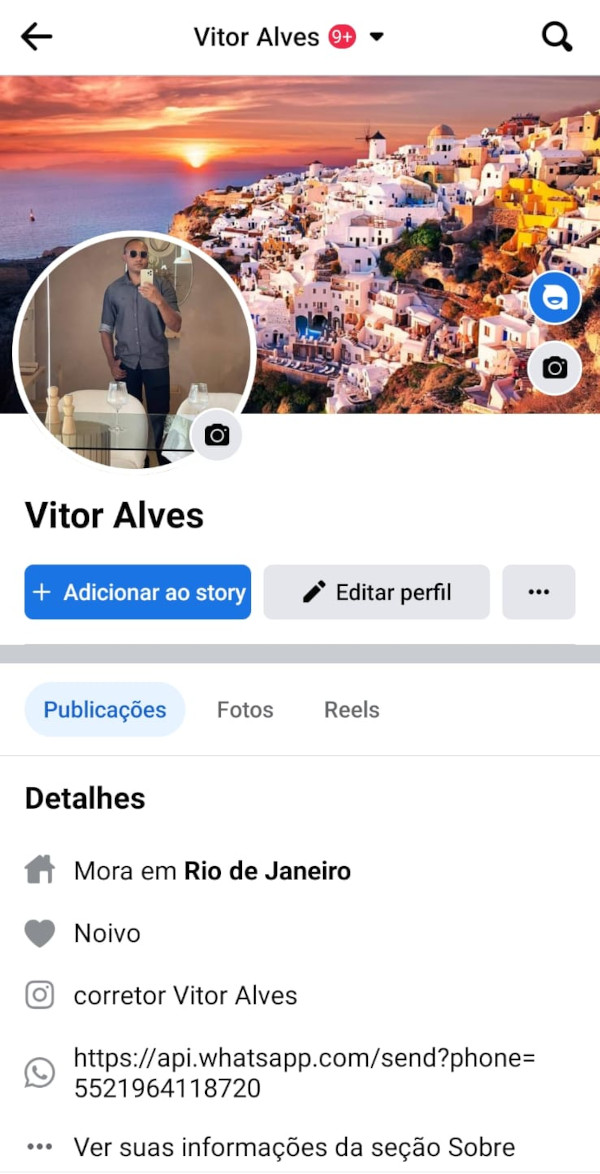 Vitor Alves 9+
Vitor Alves
+ Adicionar ao story
Editar perfil
Publicações
Fotos
Reels
Detalhes
Mora em Rio de Janeiro
Noivo
corretor Vitor Alves
https://api.whatsapp.com/send?phone=
5521964118720
Ver suas informações da seção Sobre